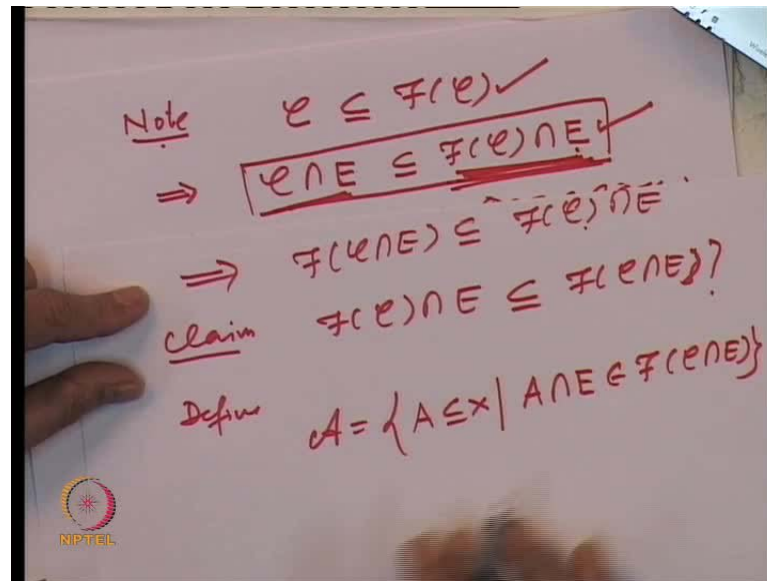 Note C ⊆ F(C) ✓
⇒ C ∩ E ⊆ F(C) ∩ E ✓
⇒ F(C∩E) ⊆ F(C) ∩ E
Claim F(C) ∩ E ⊆ F(C∩E)?
Define A = {A ⊆ X | A∩E ∈ F(C∩E)}
NPTEL